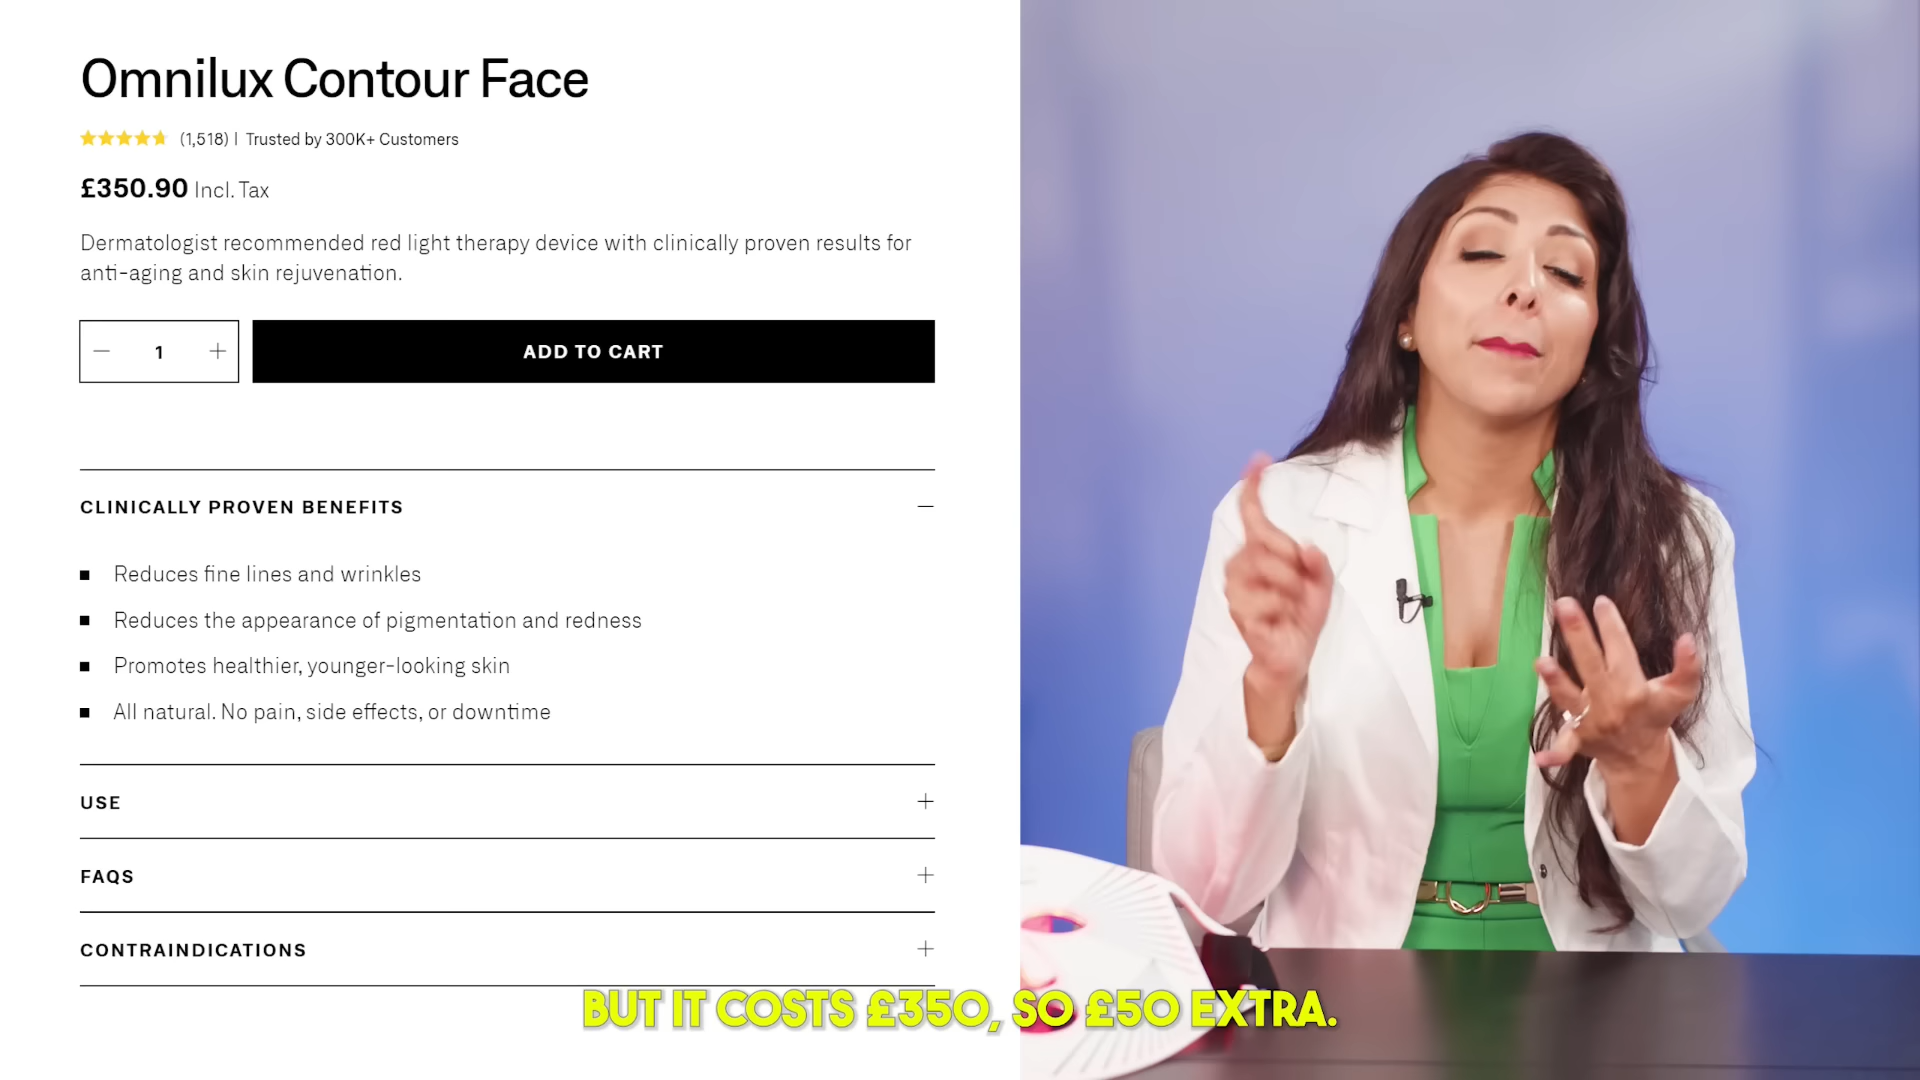 Omnilux Contour Face
(1,518) | Trusted by 300K+ Customers
£350.90 Incl. Tax
Dermatologist recommended red light therapy device with clinically proven results for
anti-aging and skin rejuvenation.
1
ADD TO CART
CLINICALLY PROVEN BENEFITS
Reduces fine lines and wrinkles
Reduces the appearance of pigmentation and redness
Promotes healthier, younger-looking skin
All natural. No pain, side effects, or downtime
USE
FAQS
CONTRAINDICATIONS
BUT IT COSTS £350, SO £50 EXTRA.